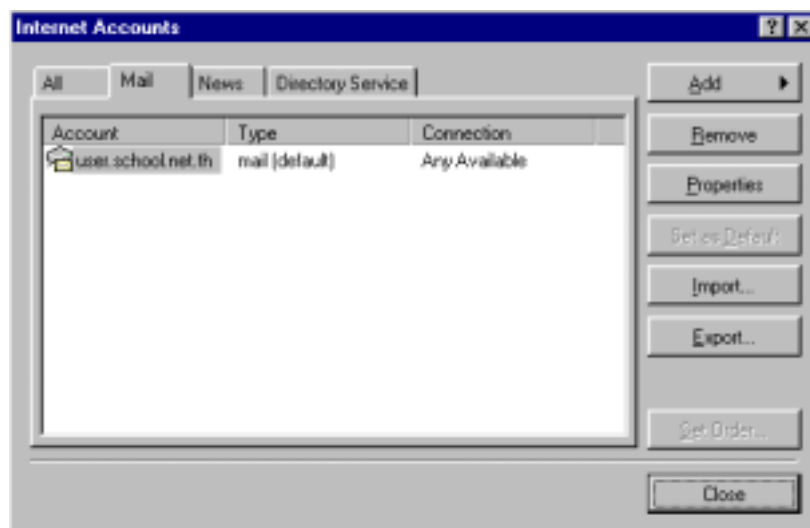 Internet Accounts
All Mail News Directory Service
Account Type Connection
user.school.net.th mail (default) Any Available
Add
Remove
Properties
Set as Default
Import...
Export...
Set Order...
Close